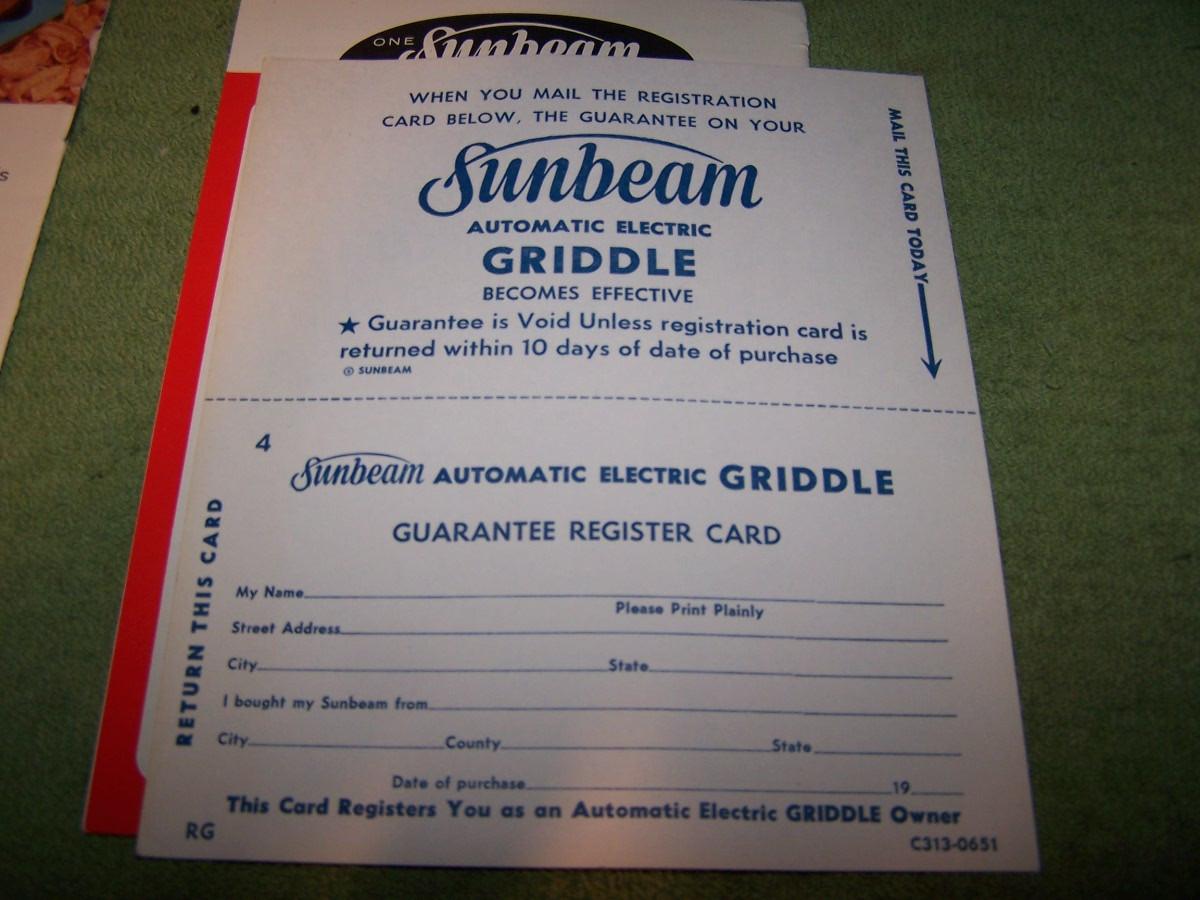 s
ONE Sunbeam
WHEN YOU MAIL THE REGISTRATION
CARD BELOW, THE GUARANTEE ON YOUR
Sunbeam
AUTOMATIC ELECTRIC
GRIDDLE
BECOMES EFFECTIVE
★ Guarantee is Void Unless registration card is
returned within 10 days of date of purchase
© SUNBEAM
MAIL THIS CARD TODAY
4
Sunbeam AUTOMATIC ELECTRIC GRIDDLE
GUARANTEE REGISTER CARD
RETURN THIS CARD
My Name
Please Print Plainly
Street Address
City State
I bought my Sunbeam from
City County State
Date of purchase 19
This Card Registers You as an Automatic Electric GRIDDLE Owner
RG
C313-0651